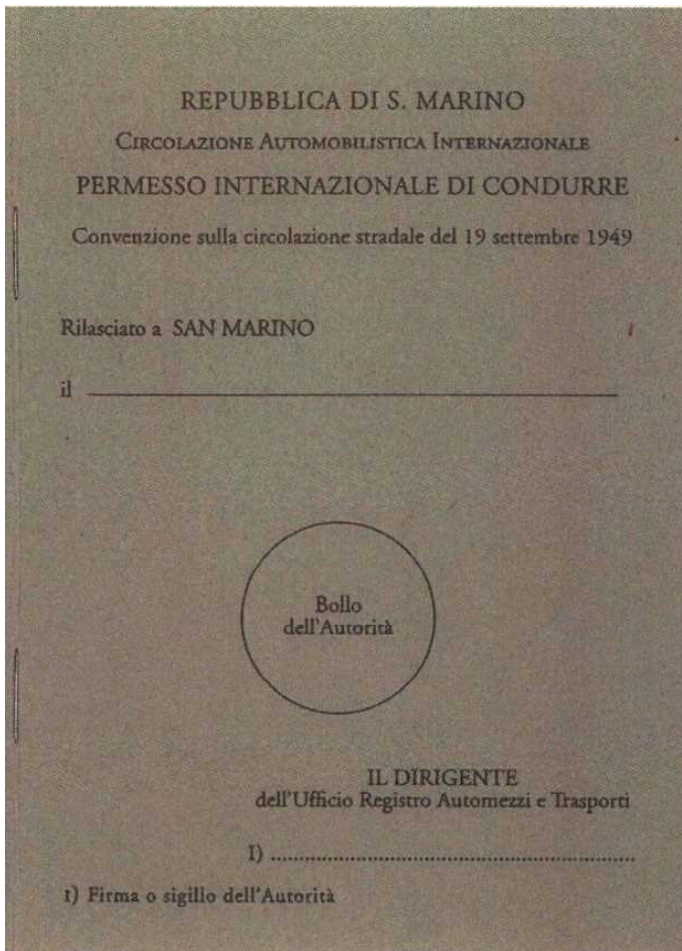 REPUBBLICA DI S. MARINO
CIRCOLAZIONE AUTOMOBILISTICA INTERNAZIONALE
PERMESSO INTERNAZIONALE DI CONDURRE
Convenzione sulla circolazione stradale del 19 settembre 1949
Rilasciato a SAN MARINO
il
Bollo
dell'Autorità
IL DIRIGENTE
dell'Ufficio Registro Automezzi e Trasporti
I) ................................................................
1) Firma o sigillo dell'Autorità